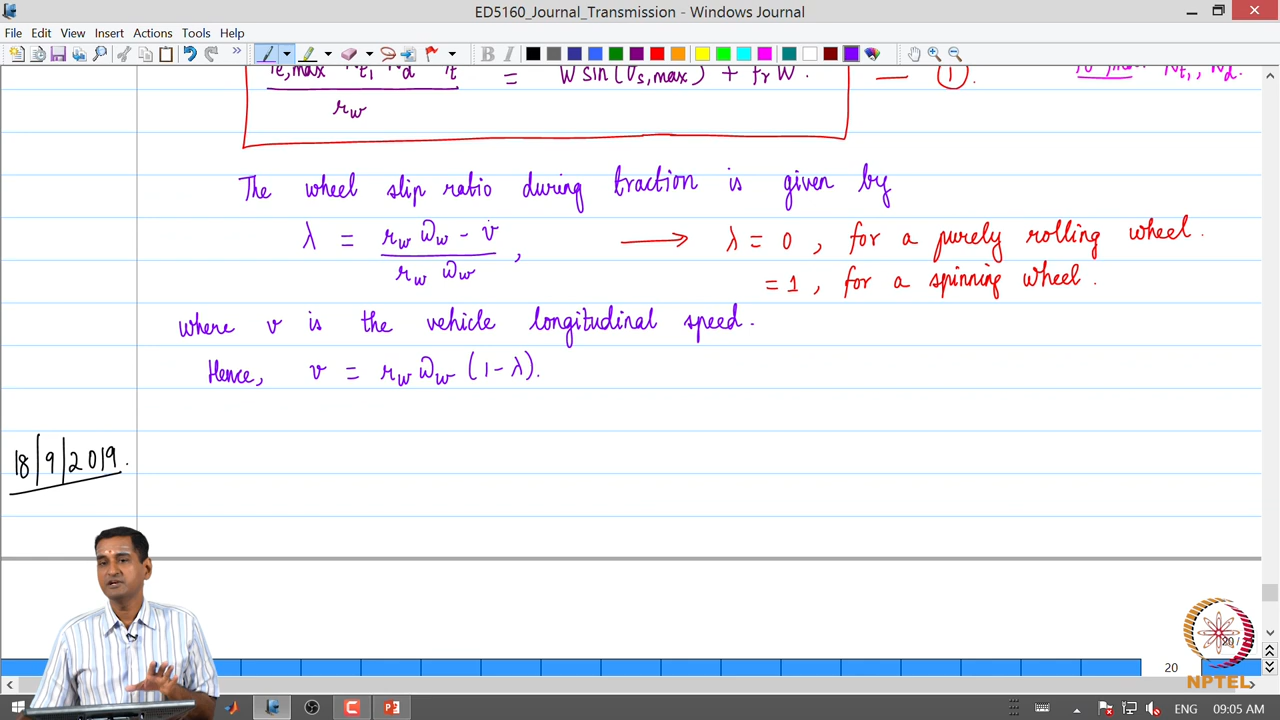 ED5160_Journal_Transmission - Windows Journal
File Edit View Insert Actions Tools Help
= W sin(θs,max) + fr W. — ①.
rw
The wheel slip ratio during traction is given by
λ = (rw ωw - v) / (rw ωw), → λ = 0, for a purely rolling wheel.
= 1, for a spinning wheel.
where v is the vehicle longitudinal speed.
Hence, v = rw ωw (1-λ).
18|9|2019.
20
NPTEL
ENG 09:05 AM